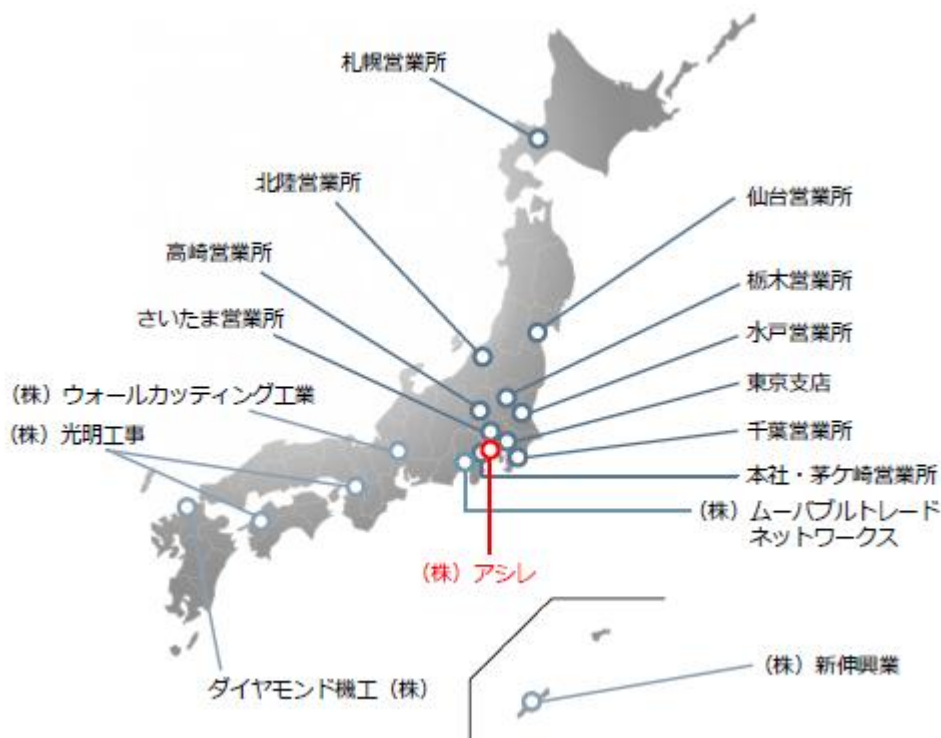 札幌営業所
北陸営業所
仙台営業所
高崎営業所
栃木営業所
さいたま営業所
水戸営業所
（株）ウォールカッティング工業
東京支店
（株）光明工事
千葉営業所
本社・茅ケ崎営業所
（株）ムーバブルトレード
ネットワークス
（株）アシレ
（株）新伸興業
ダイヤモンド機工（株）